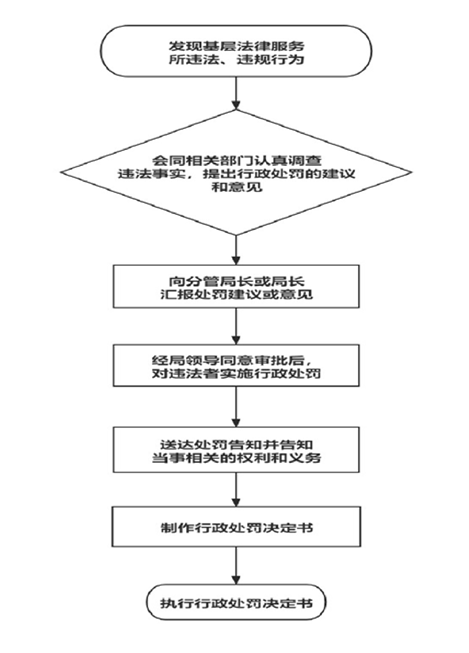 发现基层法律服务
所违法、违规行为
会同相关部门认真调查
违法事实，提出行政处罚的建议
和意见
向分管局长或局长
汇报处罚建议或意见
经局领导同意审批后，
对违法者实施行政处罚
送达处罚告知并告知
当事相关的权利和义务
制作行政处罚决定书
执行行政处罚决定书